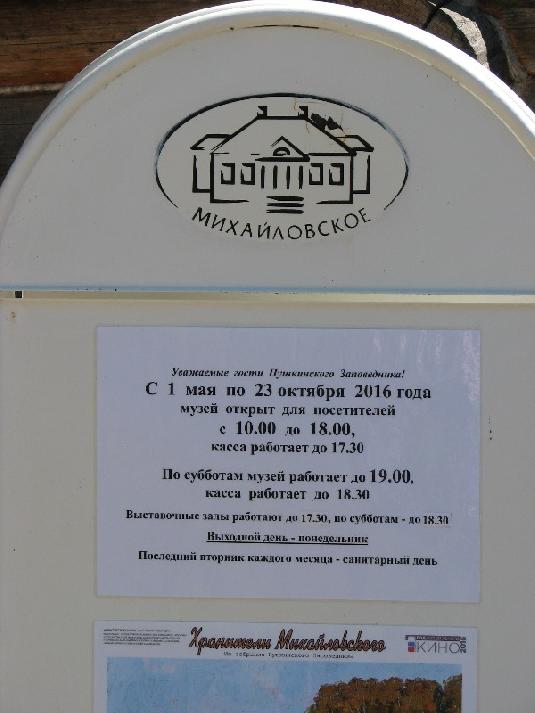 МИХАЙЛОВСКОЕ
Уважаемые гости Пушкинского Заповедника!
С 1 мая по 23 октября 2016 года
музей открыт для посетителей
с 10.00 до 18.00,
касса работает до 17.30
По субботам музей работает до 19.00,
касса работает до 18.30
Выставочные залы работают до 17.30, по субботам - до 18.30
Выходной день - понедельник
Последний вторник каждого месяца - санитарный день
Хранители Михайловского
КИНО